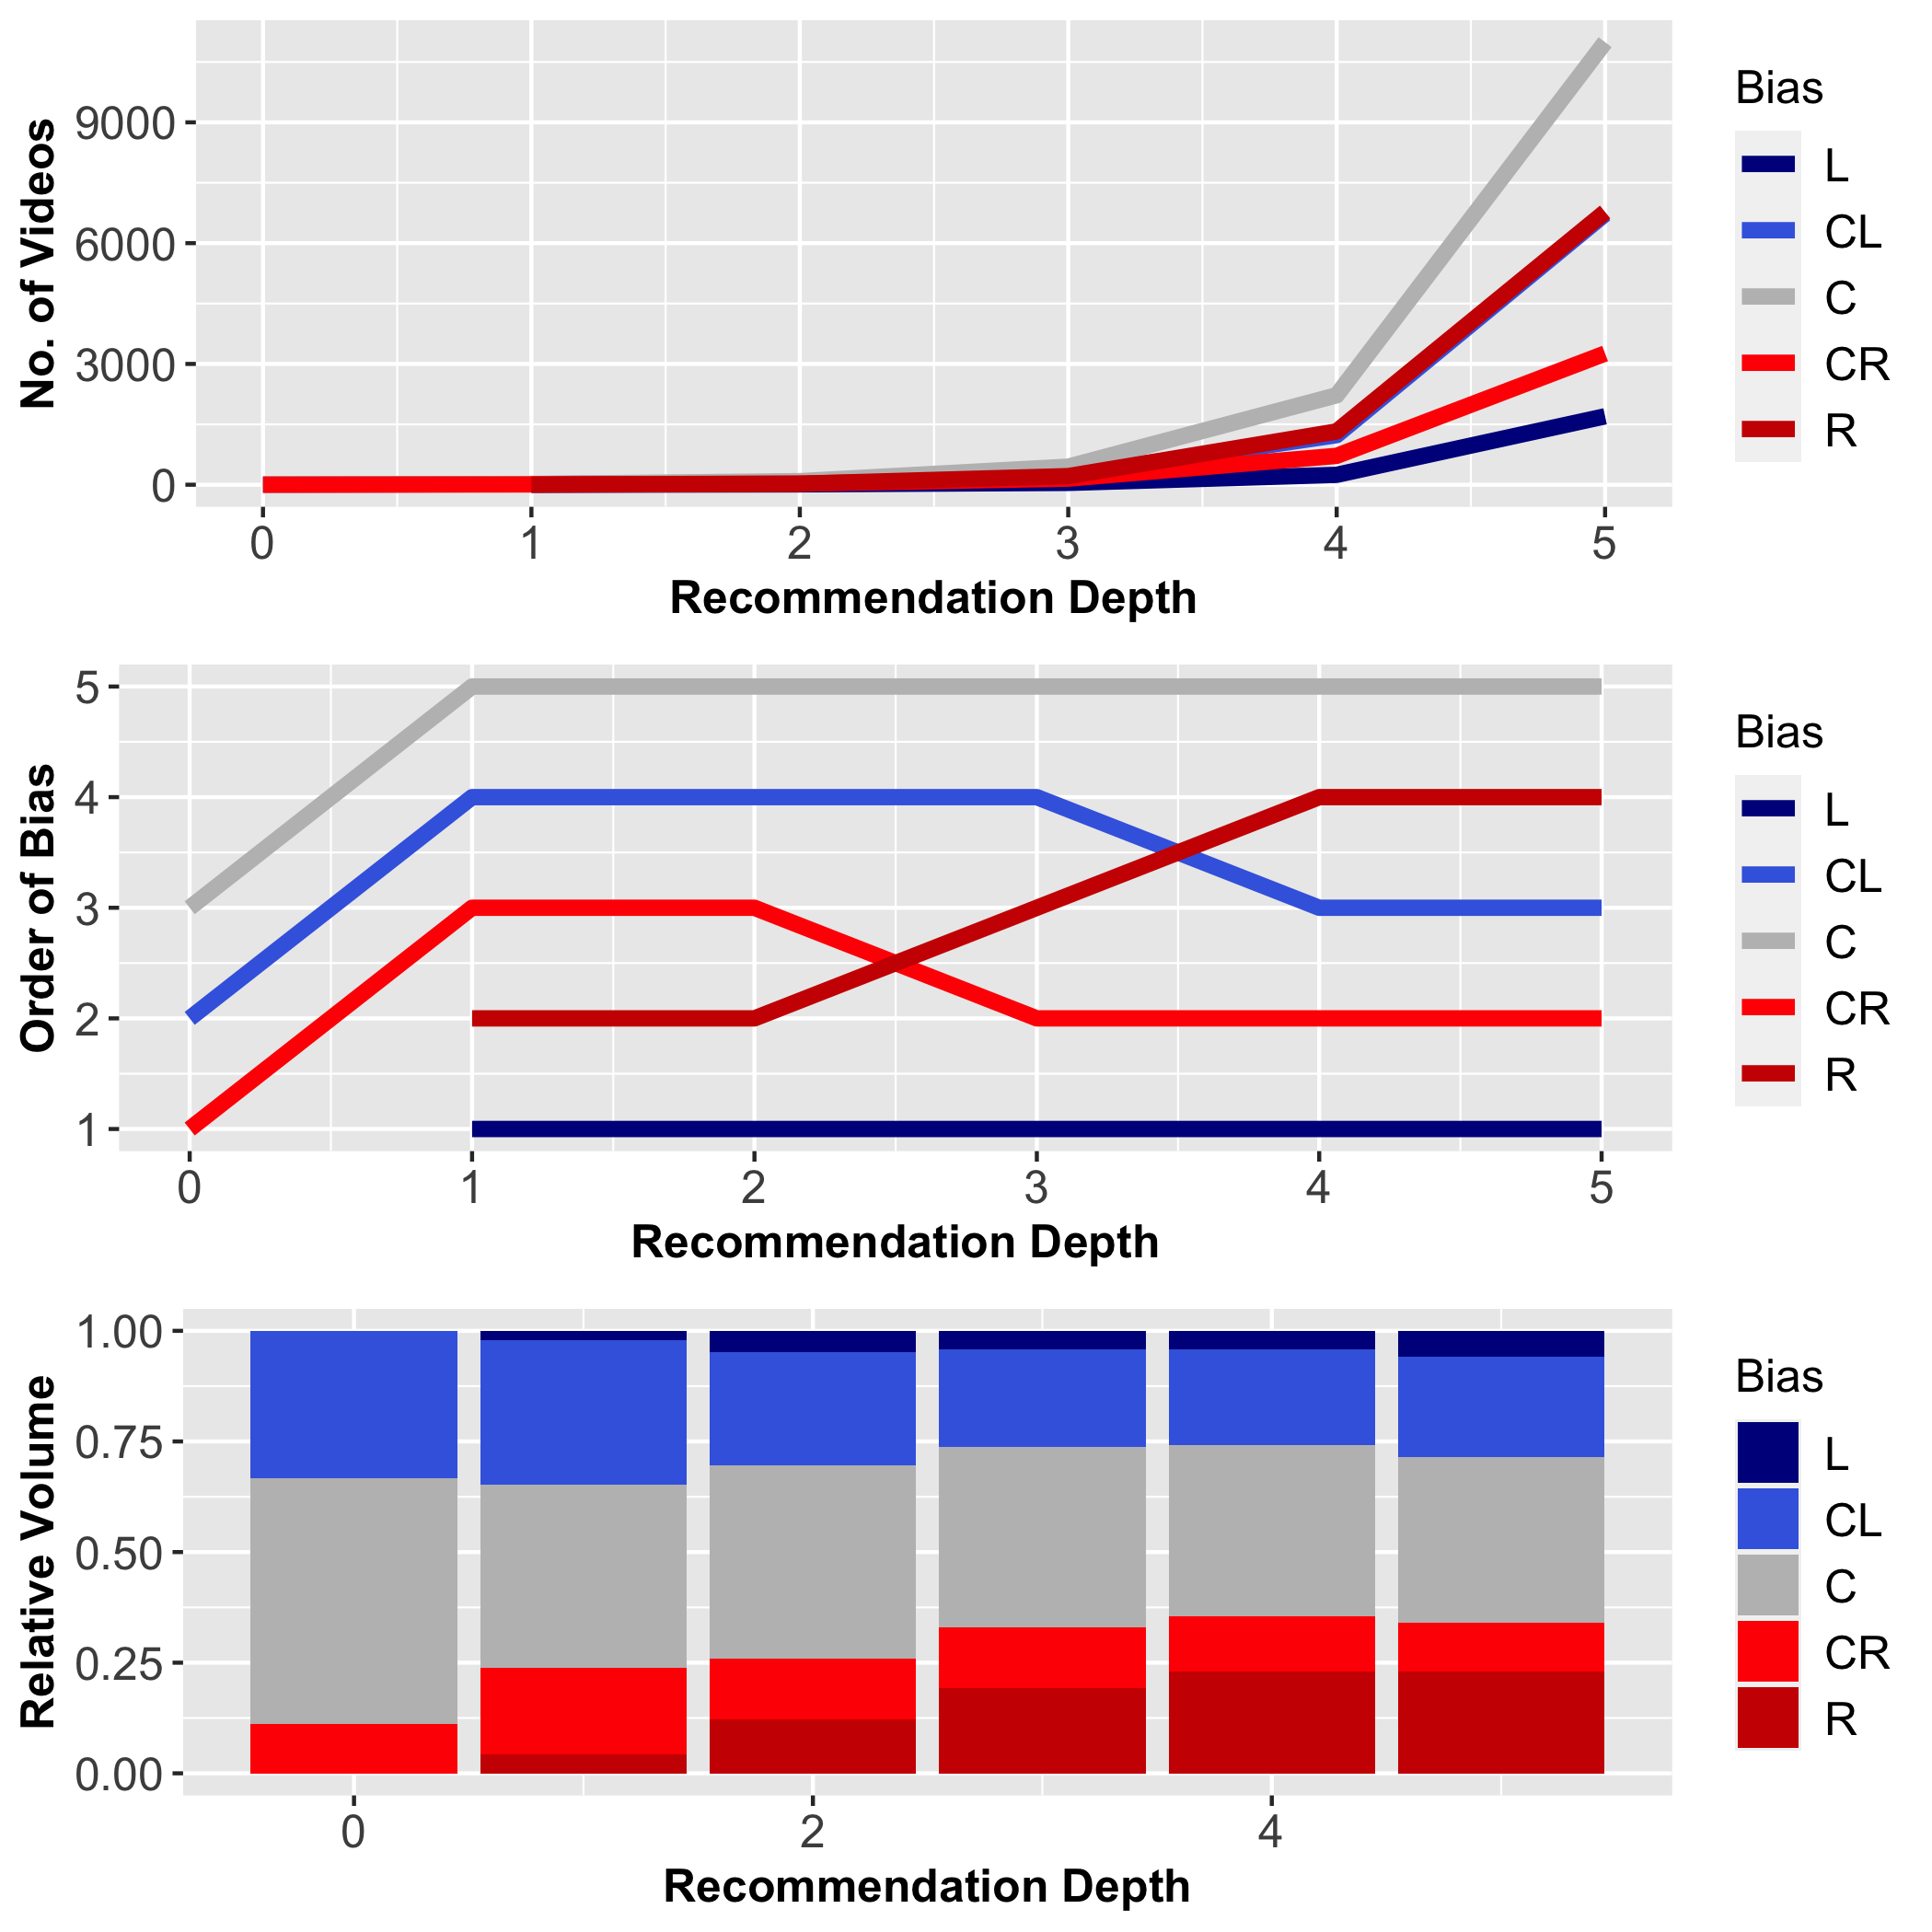 No. of Videos
9000
6000
3000
0
0 1 2 3 4 5
Recommendation Depth
Bias
L
CL
C
CR
R
Order of Bias
5
4
3
2
1
0 1 2 3 4 5
Recommendation Depth
Bias
L
CL
C
CR
R
Relative Volume
1.00
0.75
0.50
0.25
0.00
0 2 4
Recommendation Depth
Bias
L
CL
C
CR
R